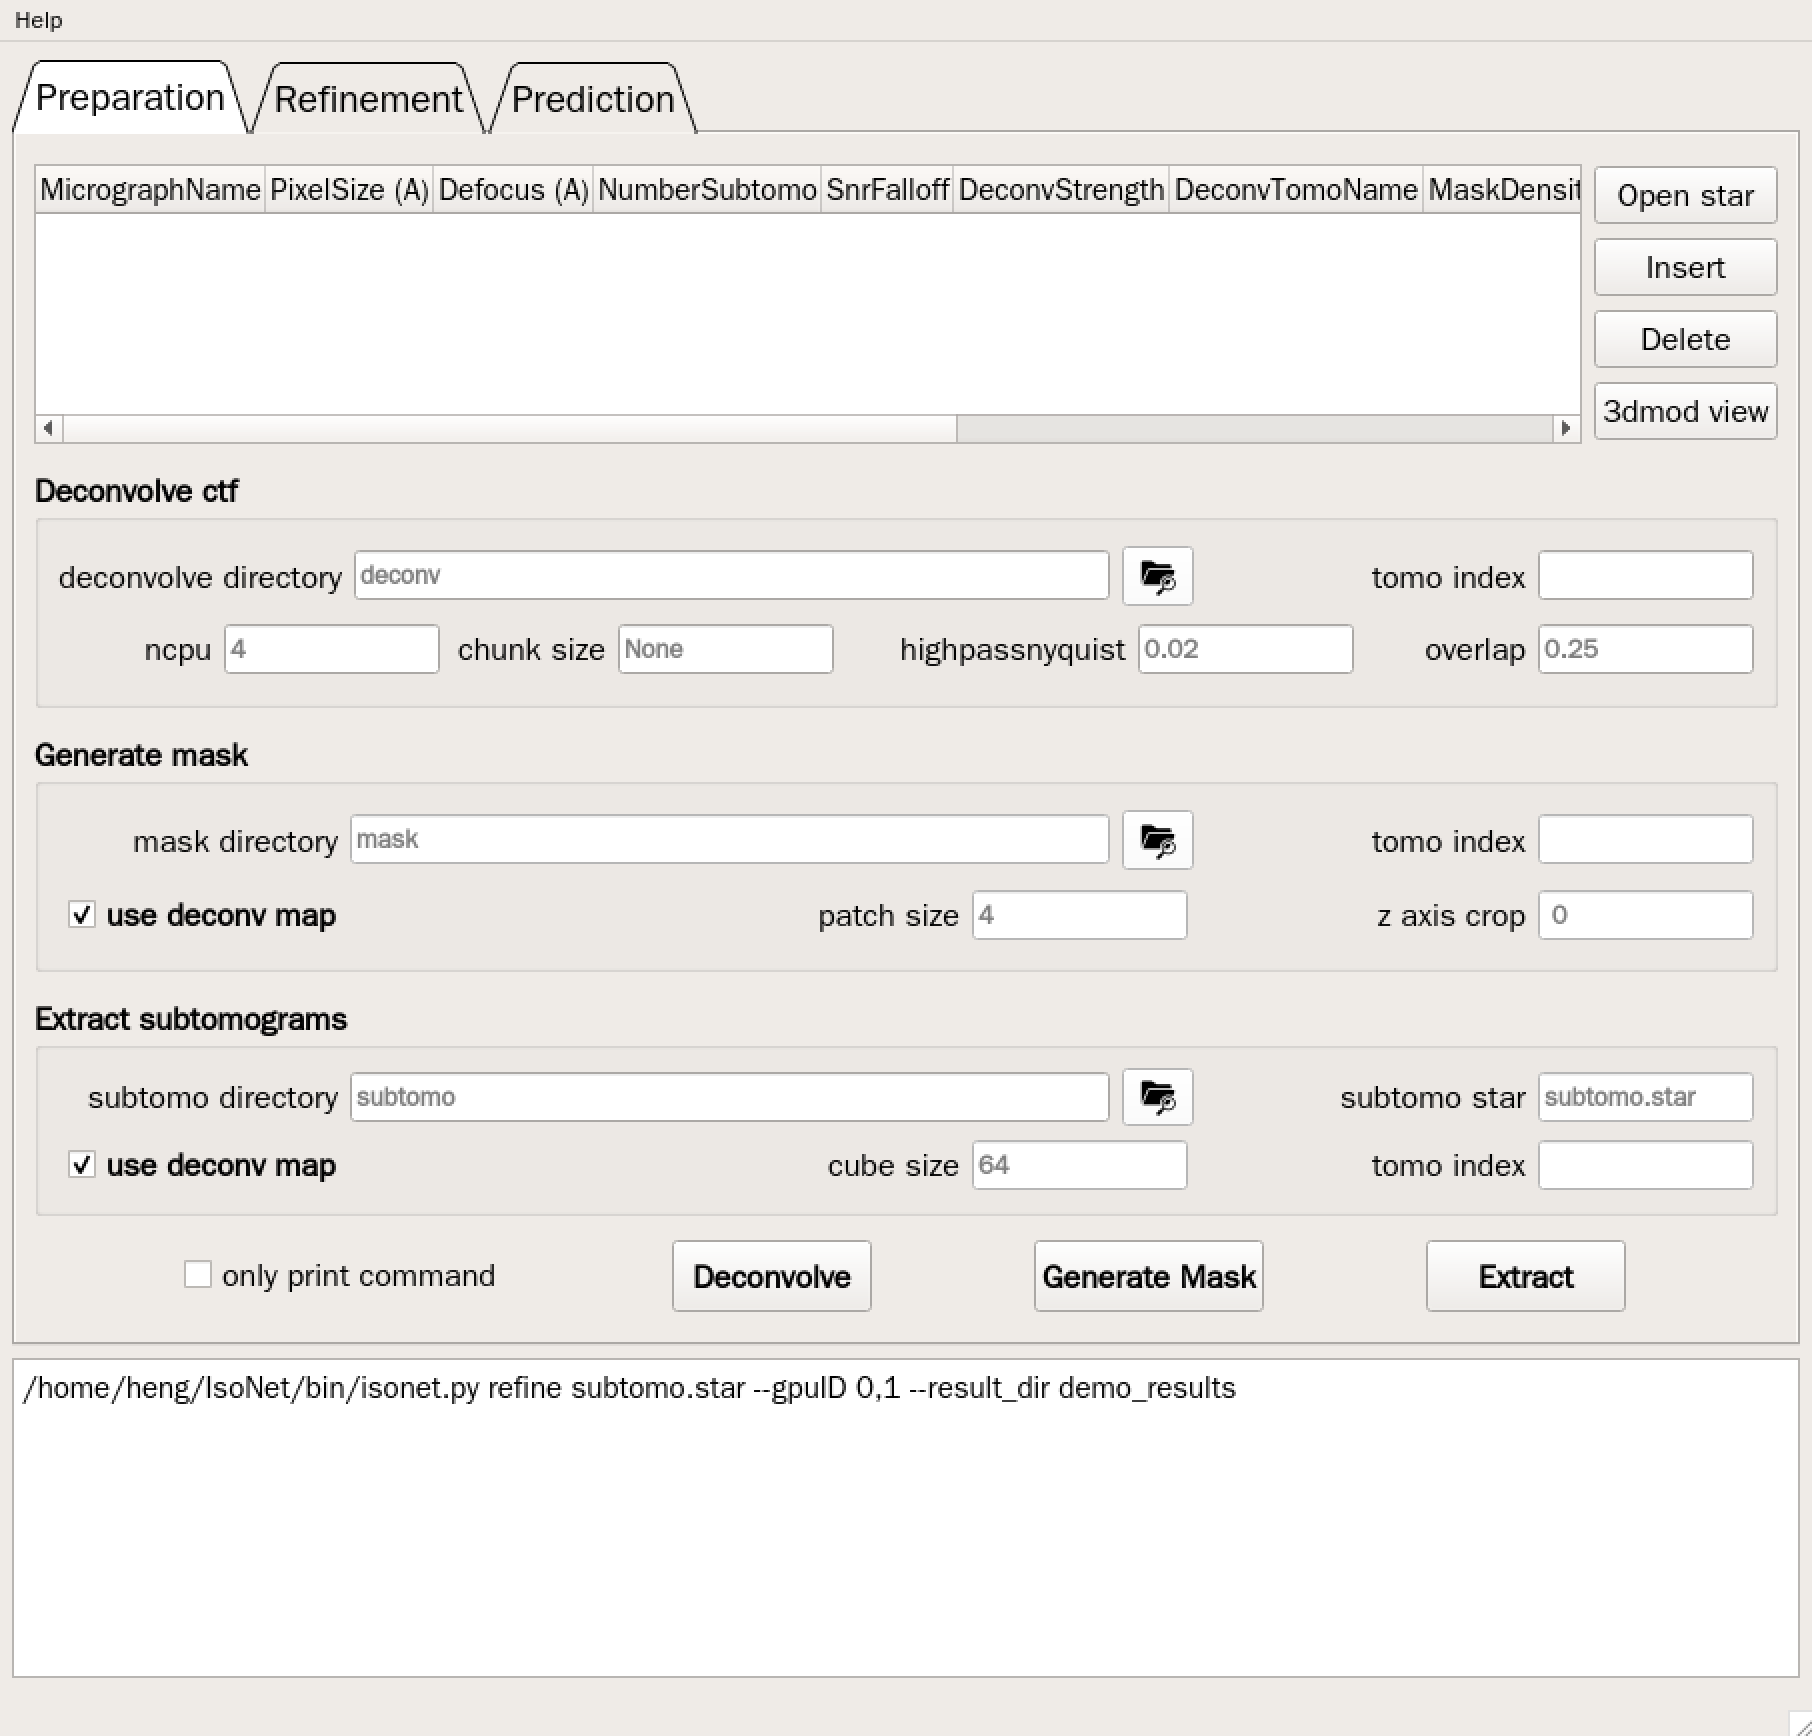 Help
Preparation Refinement Prediction
MicrographName PixelSize (A) Defocus (A) NumberSubtomo SnrFalloff DeconvStrength DeconvTomoName MaskDensit
Open star
Insert
Delete
3dmod view
Deconvolve ctf
deconvolve directory deconv tomo index
ncpu 4 chunk size None highpassnyquist 0.02 overlap 0.25
Generate mask
mask directory mask tomo index
use deconv map patch size 4 z axis crop 0
Extract subtomograms
subtomo directory subtomo subtomo star subtomo.star
use deconv map cube size 64 tomo index
only print command Deconvolve Generate Mask Extract
/home/heng/IsoNet/bin/isonet.py refine subtomo.star --gpuID 0,1 --result_dir demo_results